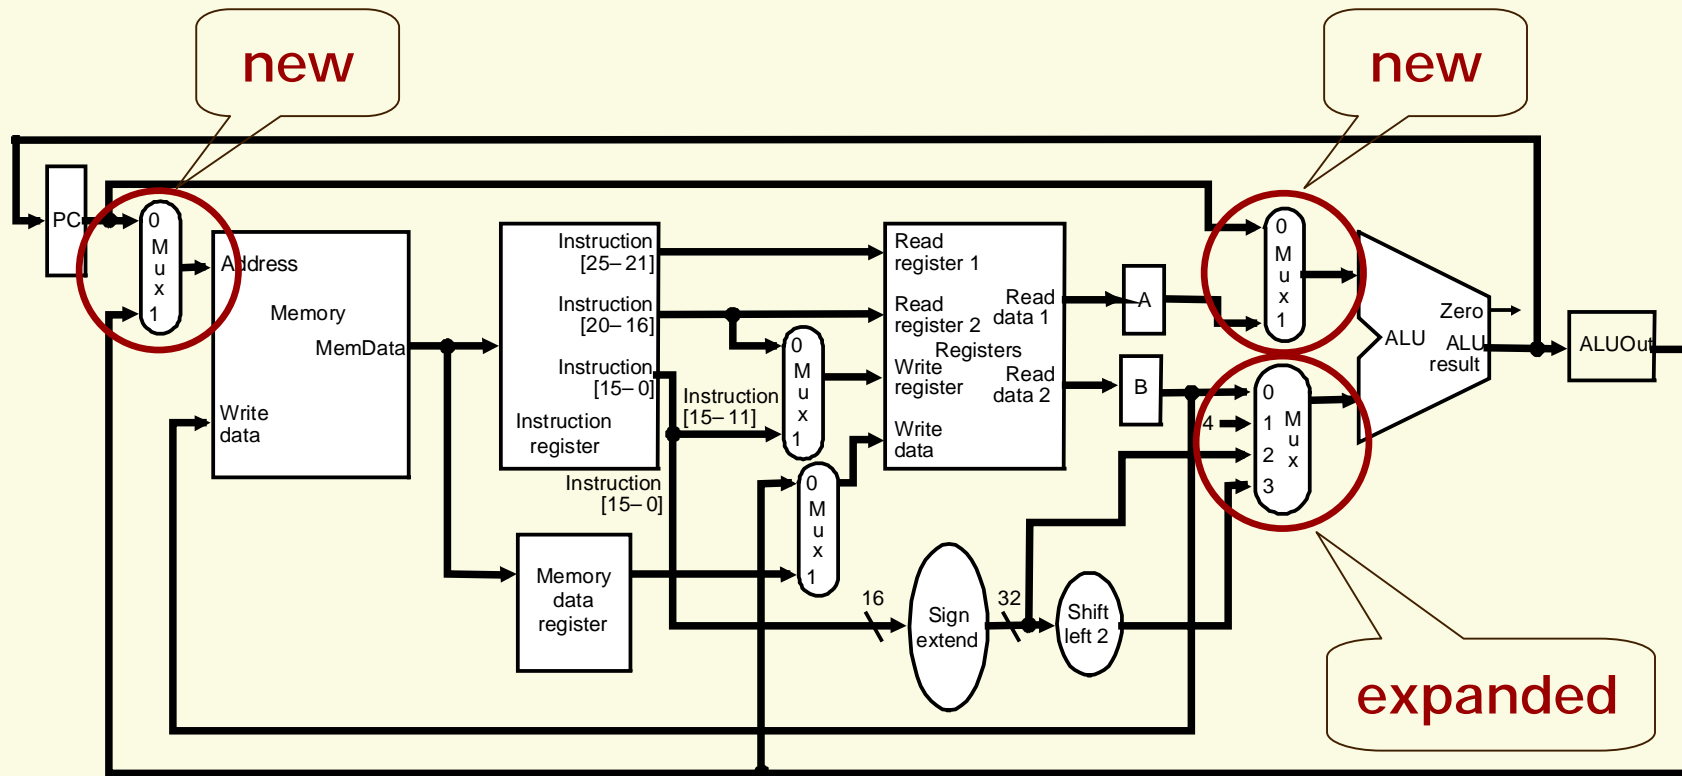 new
new
PC
0
M
u
x
1
Address
Memory
MemData
Write
data
Instruction
[25–21]
Instruction
[20–16]
Instruction
[15–0]
Instruction
register
Instruction
[15–11]
Instruction
[15–0]
0
M
u
x
1
0
M
u
x
1
Memory
data
register
Read
register 1
Read
register 2
Write
register
Write
data
Registers
Read
data 1
Read
data 2
16
Sign
extend
32
Shift
left 2
A
B
4
0
M
u
x
1
0
1
2
3
M
u
x
Zero
ALU
ALU
result
ALUOut
expanded